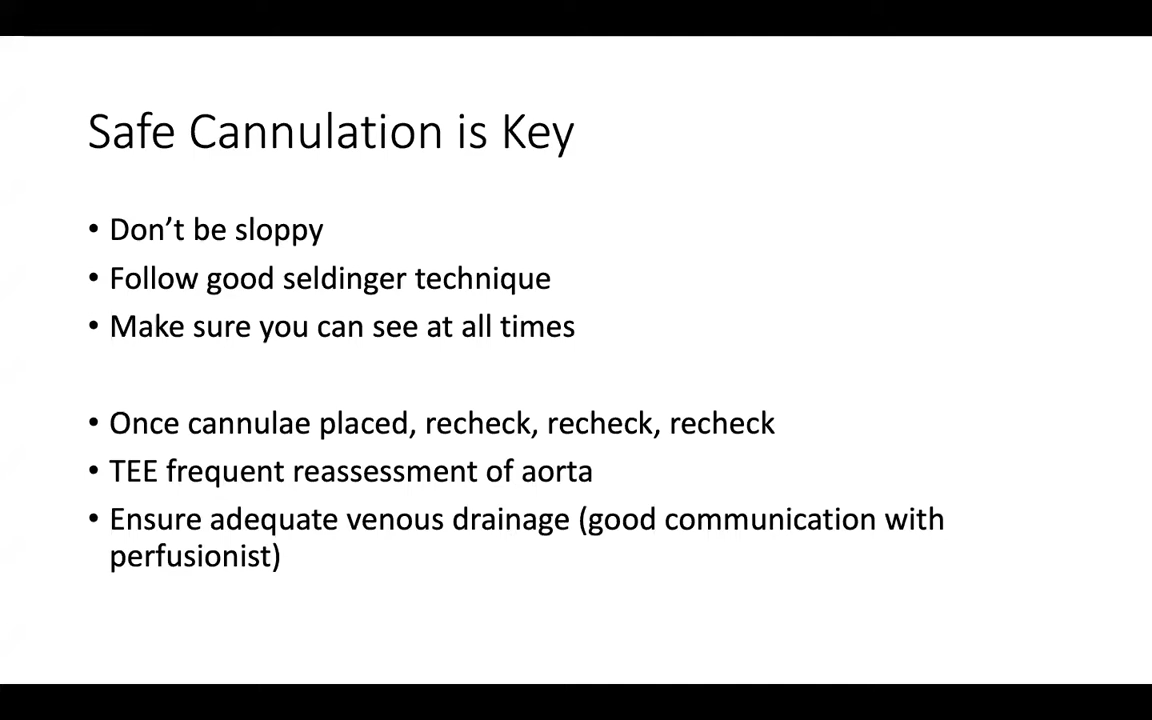 Safe Cannulation is Key
• Don’t be sloppy
• Follow good seldinger technique
• Make sure you can see at all times
• Once cannulae placed, recheck, recheck, recheck
• TEE frequent reassessment of aorta
• Ensure adequate venous drainage (good communication with
perfusionist)